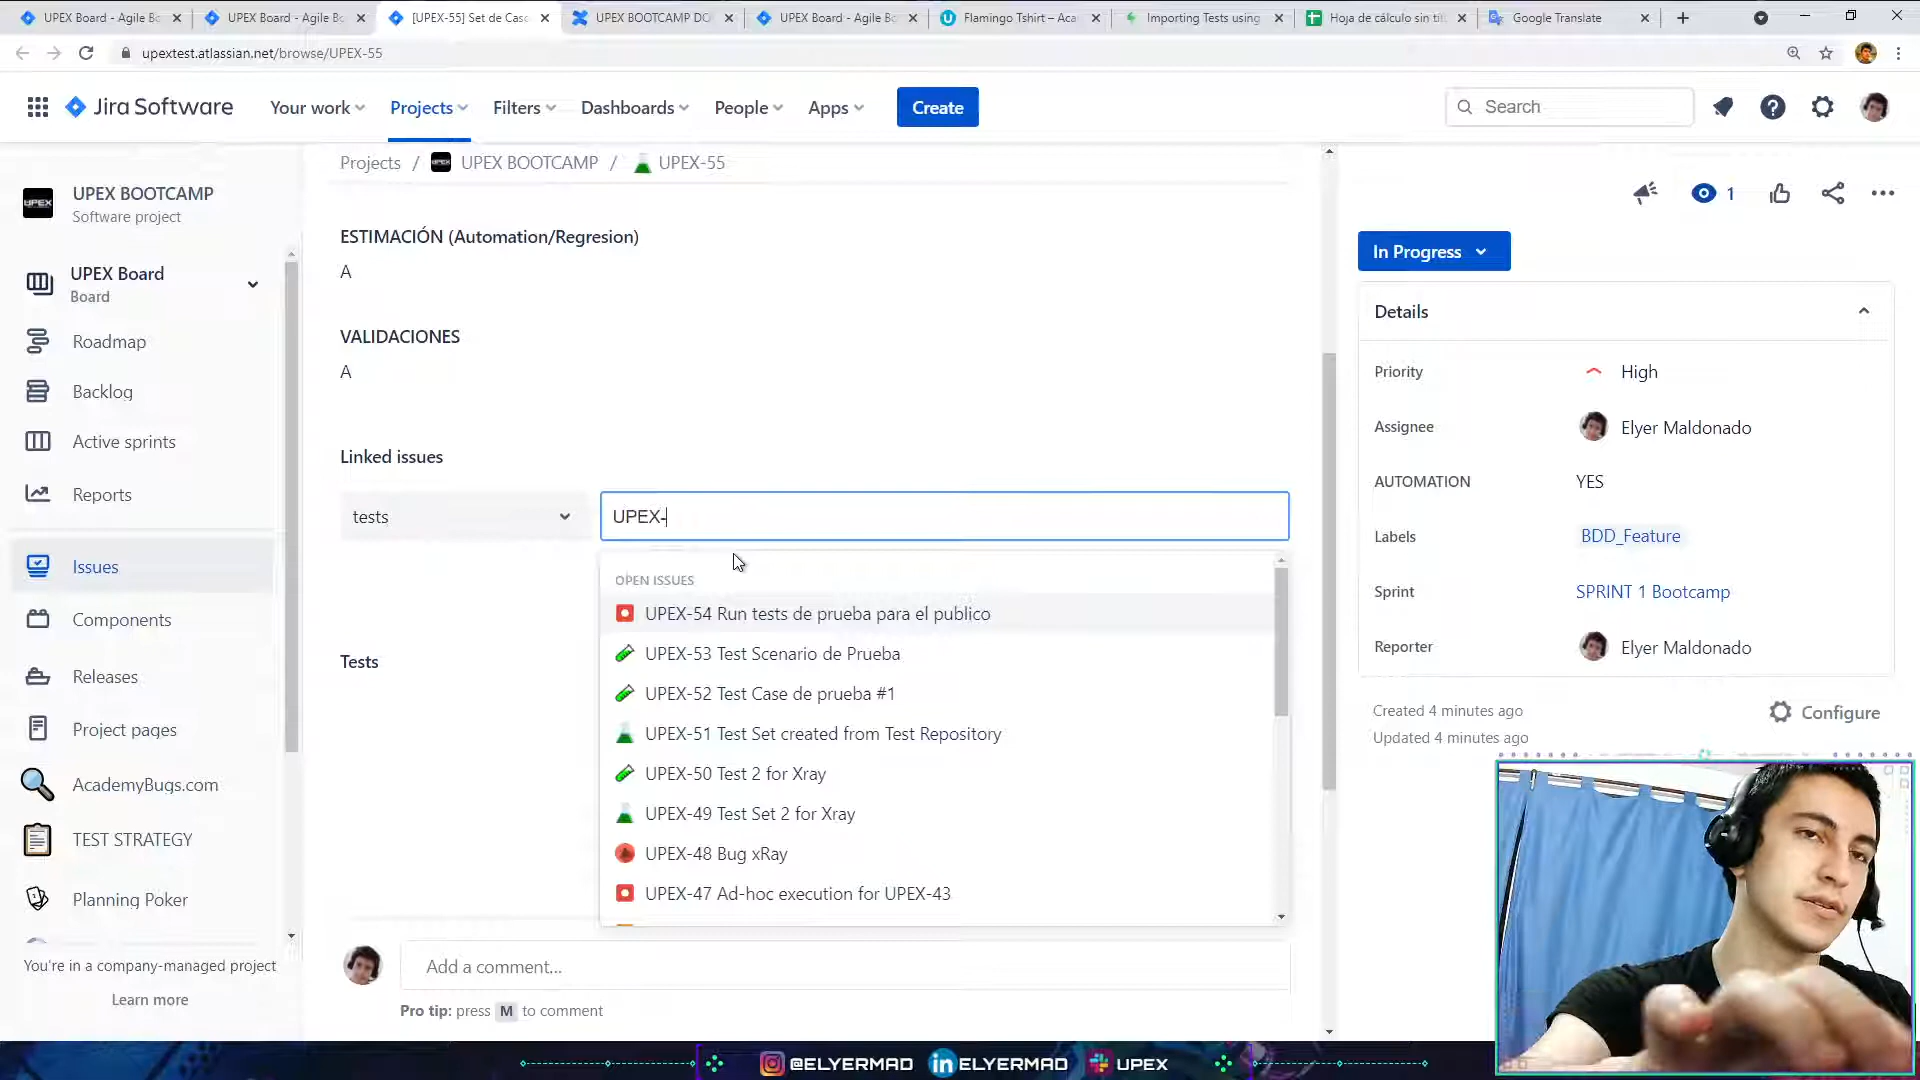 UPEX Board - Agile Bo
UPEX Board - Agile Bo
[UPEX-55] Set de Caso
UPEX BOOTCAMP DO
UPEX Board - Agile Bo
Flamingo Tshirt – Aca
Importing Tests using
Hoja de cálculo sin tít
Google Translate
upextest.atlassian.net/browse/UPEX-55
Jira Software
Your work
Projects
Filters
Dashboards
People
Apps
Create
Search
UPEX BOOTCAMP
Software project
UPEX Board
Board
Roadmap
Backlog
Active sprints
Reports
Issues
Components
Releases
Project pages
AcademyBugs.com
TEST STRATEGY
Planning Poker
You're in a company-managed project
Learn more
Projects / UPEX BOOTCAMP / UPEX-55
ESTIMACIÓN (Automation/Regresion)
A
VALIDACIONES
A
Linked issues
tests
UPEX-
OPEN ISSUES
UPEX-54 Run tests de prueba para el publico
UPEX-53 Test Scenario de Prueba
UPEX-52 Test Case de prueba #1
UPEX-51 Test Set created from Test Repository
UPEX-50 Test 2 for Xray
UPEX-49 Test Set 2 for Xray
UPEX-48 Bug xRay
UPEX-47 Ad-hoc execution for UPEX-43
Tests
Add a comment...
Pro tip: press M to comment
1
In Progress
Details
Priority
High
Assignee
Elyer Maldonado
AUTOMATION
YES
Labels
BDD_Feature
Sprint
SPRINT 1 Bootcamp
Reporter
Elyer Maldonado
Created 4 minutes ago
Configure
Updated 4 minutes ago
@ELYERMAD
ELYERMAD
UPEX